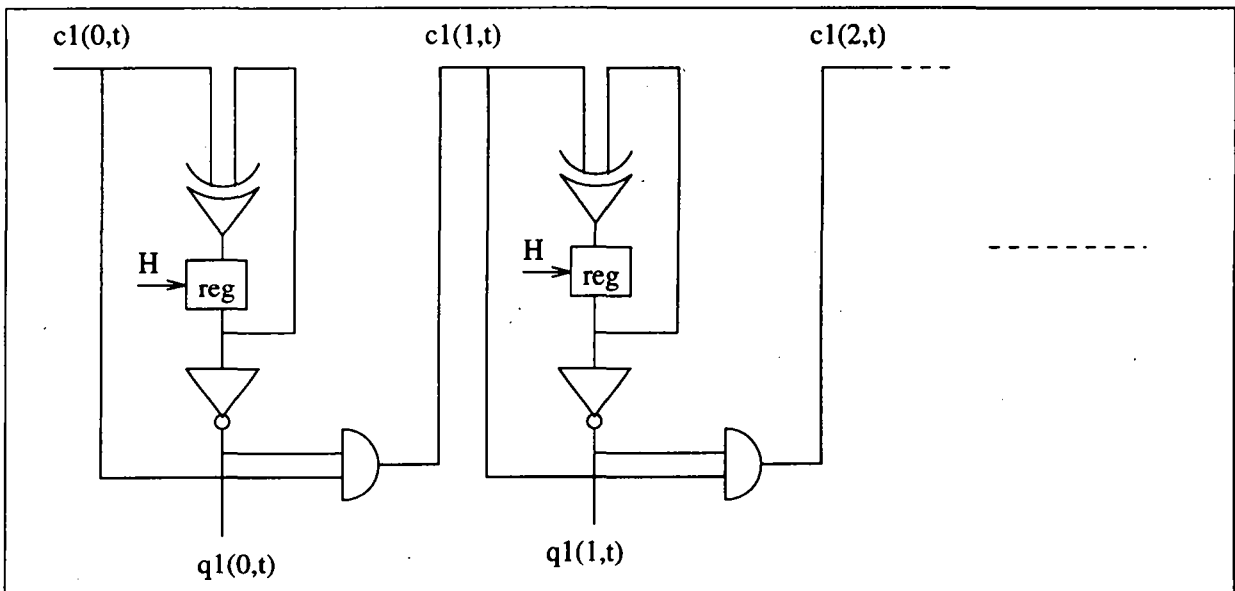 c1(0,t) c1(1,t) c1(2,t)
H reg H reg
q1(0,t) q1(1,t)